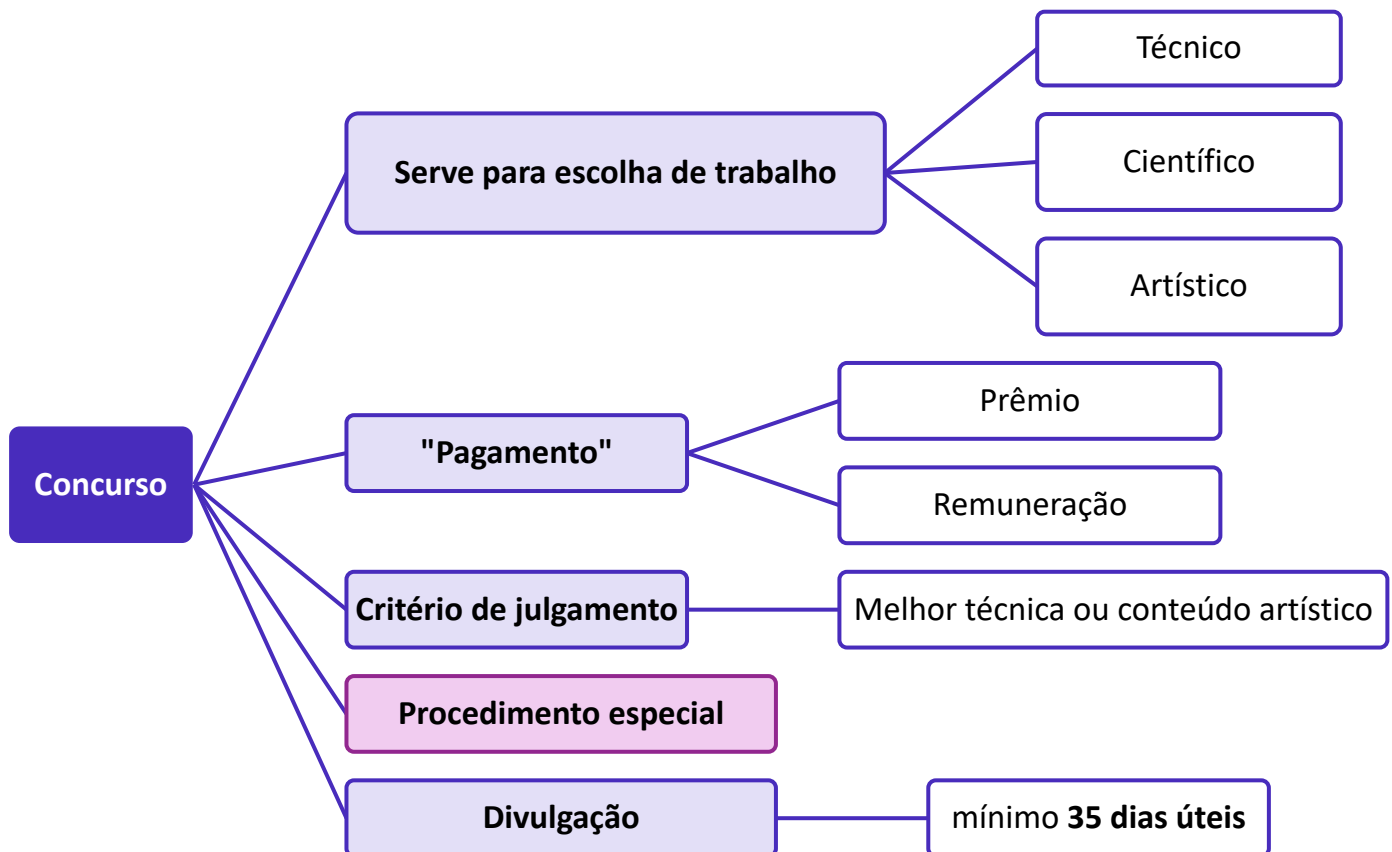 Concurso
Serve para escolha de trabalho
Técnico
Científico
Artístico
"Pagamento"
Prêmio
Remuneração
Critério de julgamento
Melhor técnica ou conteúdo artístico
Procedimento especial
Divulgação
mínimo 35 dias úteis